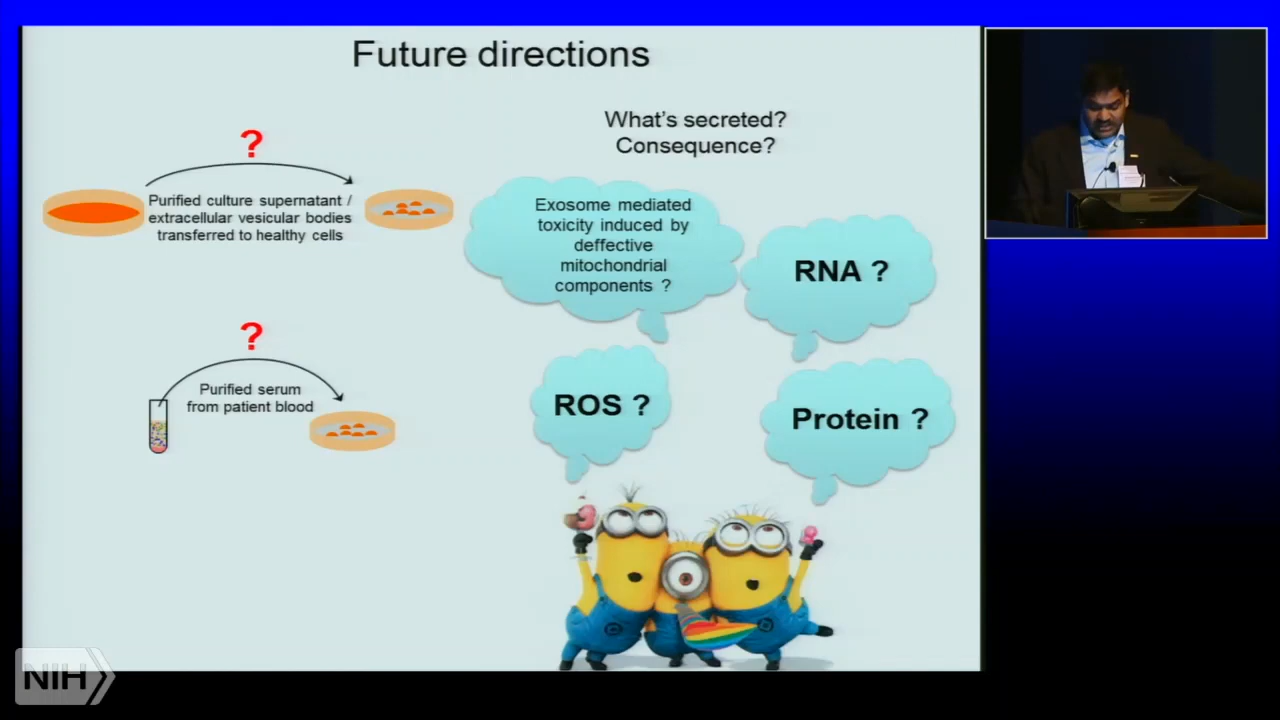 Future directions
What's secreted?
Consequence?
?
Purified culture supernatant /
extracellular vesicular bodies
transferred to healthy cells
Exosome mediated
toxicity induced by
deffective
mitochondrial
components ?
RNA ?
?
Purified serum
from patient blood
ROS ?
Protein ?
NIH